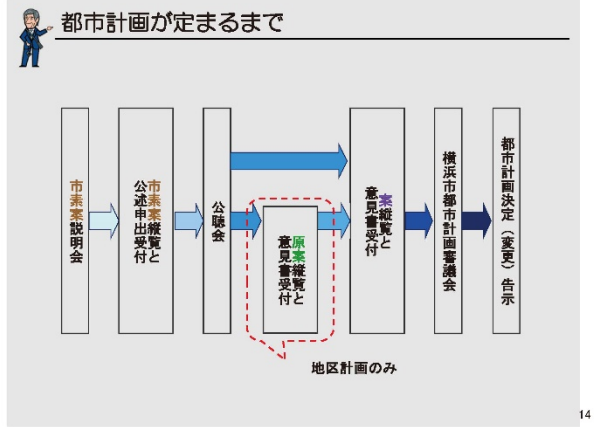 都市計画が定まるまで
市素案説明会
市素案縦覧と
公述申出受付
公聴会
原案縦覧と
意見書受付
案縦覧と
意見書受付
横浜市都市計画審議会
都市計画決定（変更）告示
地区計画のみ
14